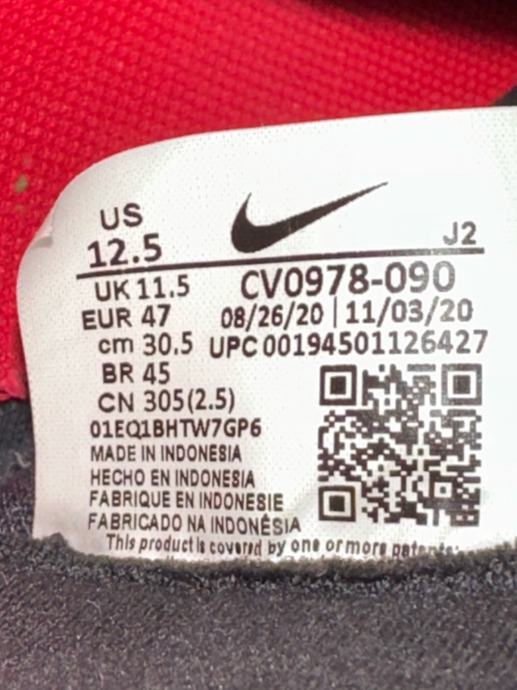 US
12.5
J2
UK 11.5
CV0978-090
EUR 47
08/26/20 | 11/03/20
cm 30.5
UPC 00194501126427
BR 45
CN 305(2.5)
01EQ1BHTW7GP6
MADE IN INDONESIA
HECHO EN INDONESIA
FABRIQUE EN INDONESIE
FABRICADO NA INDONÊSIA
This product is covered by one or more patents